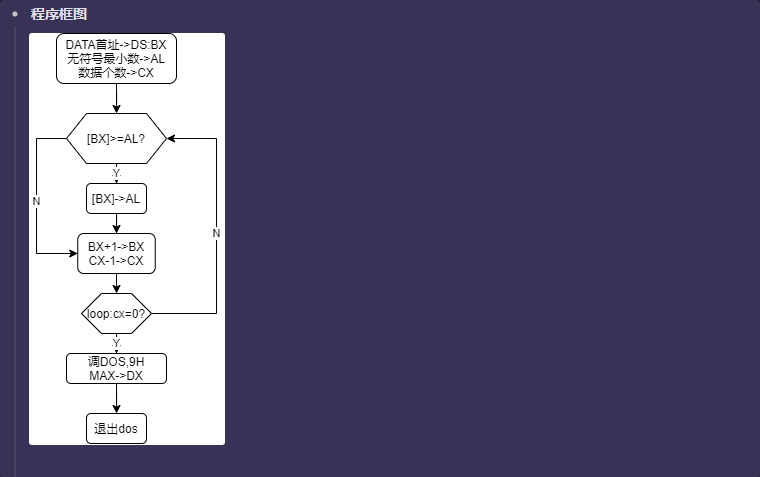 程序框图
DATA首址->DS:BX
无符号最小数->AL
数据个数->CX
[BX]>=AL?
Y
[BX]->AL
N
BX+1->BX
CX-1->CX
N
loop:cx=0?
Y
调DOS,9H
MAX->DX
退出dos